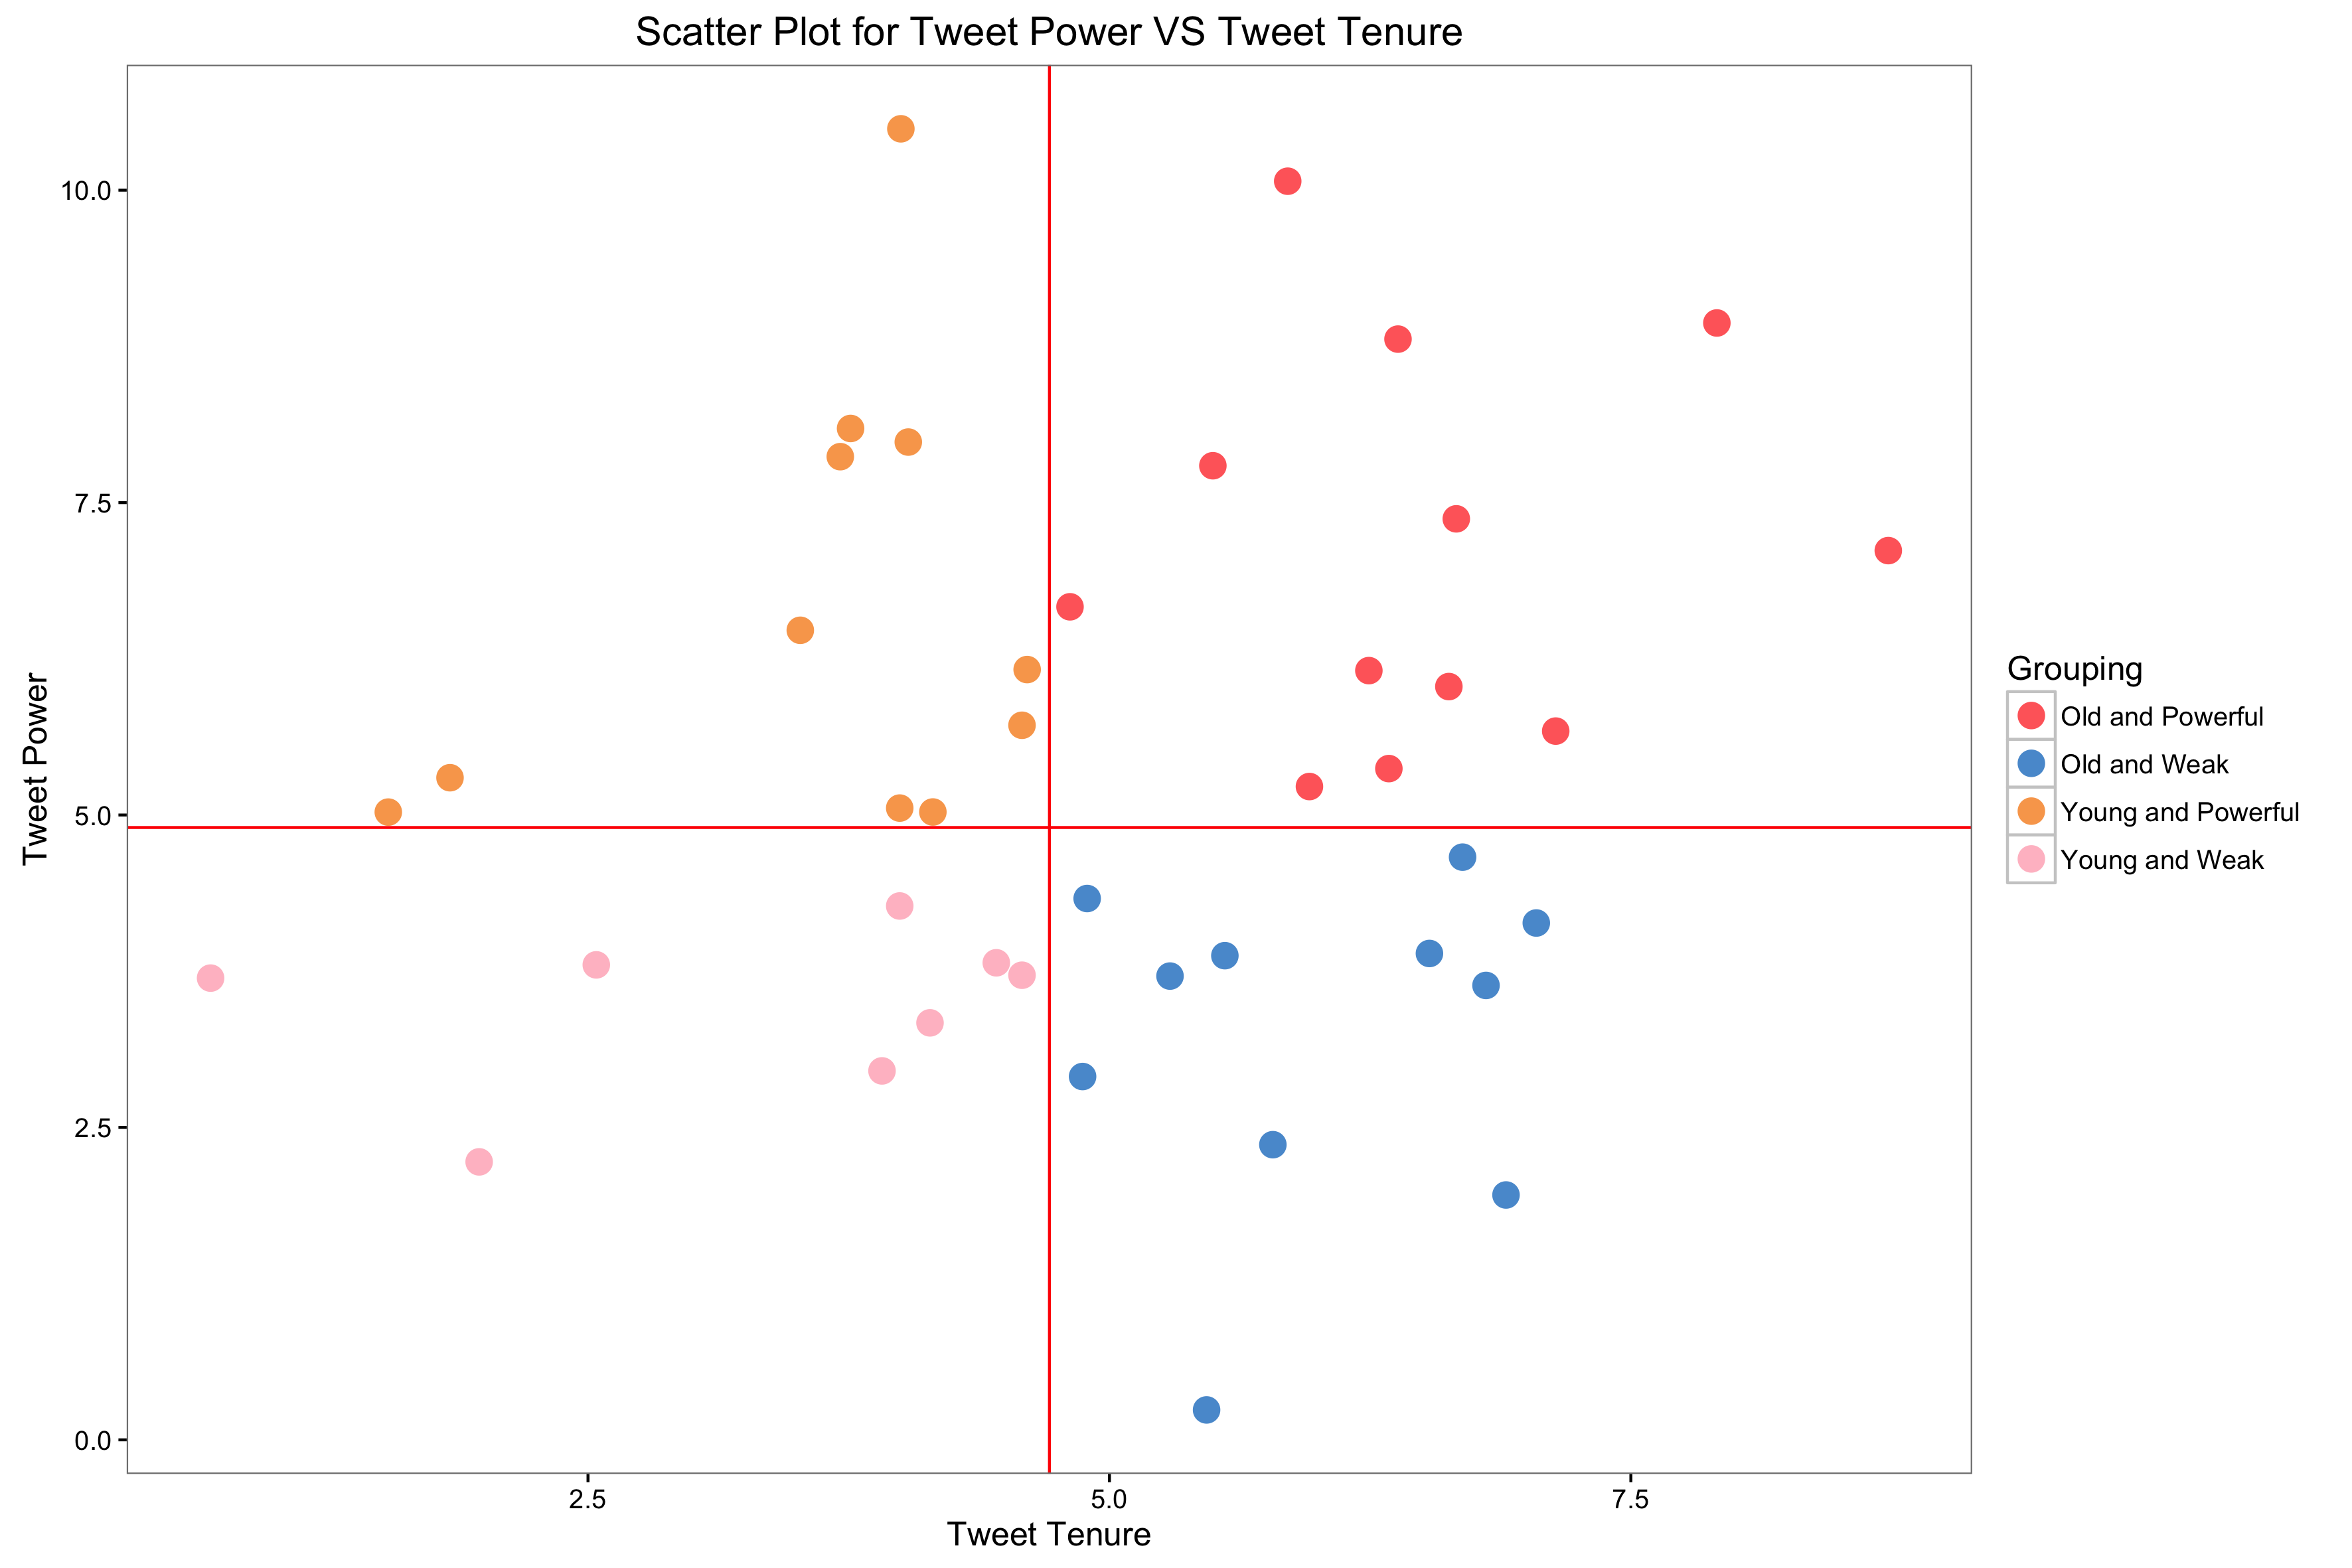 Scatter Plot for Tweet Power VS Tweet Tenure
10.0
7.5
5.0
2.5
0.0
Tweet Power
2.5
5.0
7.5
Tweet Tenure
Grouping
Old and Powerful
Old and Weak
Young and Powerful
Young and Weak